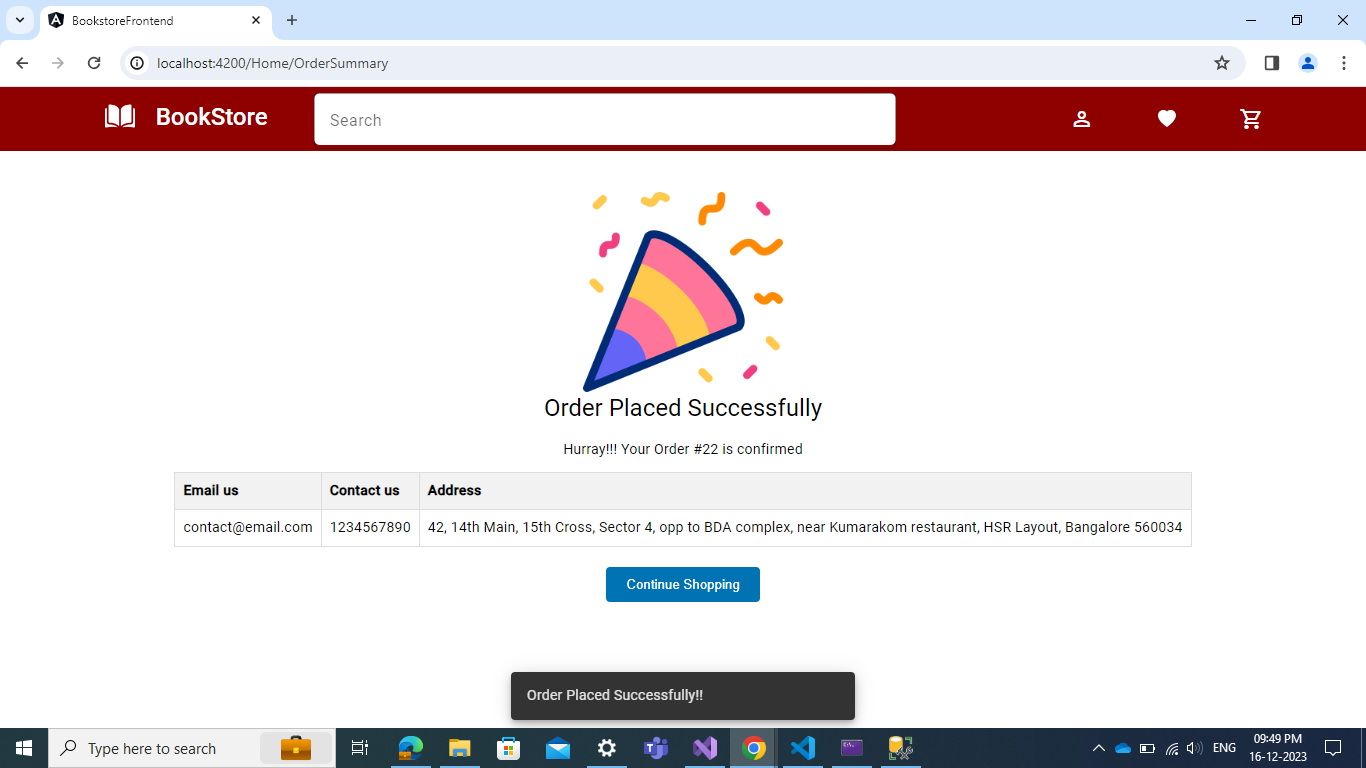 BookstoreFrontend
localhost:4200/Home/OrderSummary
BookStore
Search
Order Placed Successfully
Hurray!!! Your Order #22 is confirmed
Email us Contact us Address
contact@email.com 1234567890 42, 14th Main, 15th Cross, Sector 4, opp to BDA complex, near Kumarakom restaurant, HSR Layout, Bangalore 560034
Continue Shopping
Order Placed Successfully!!
Type here to search
ENG
09:49 PM
16-12-2023